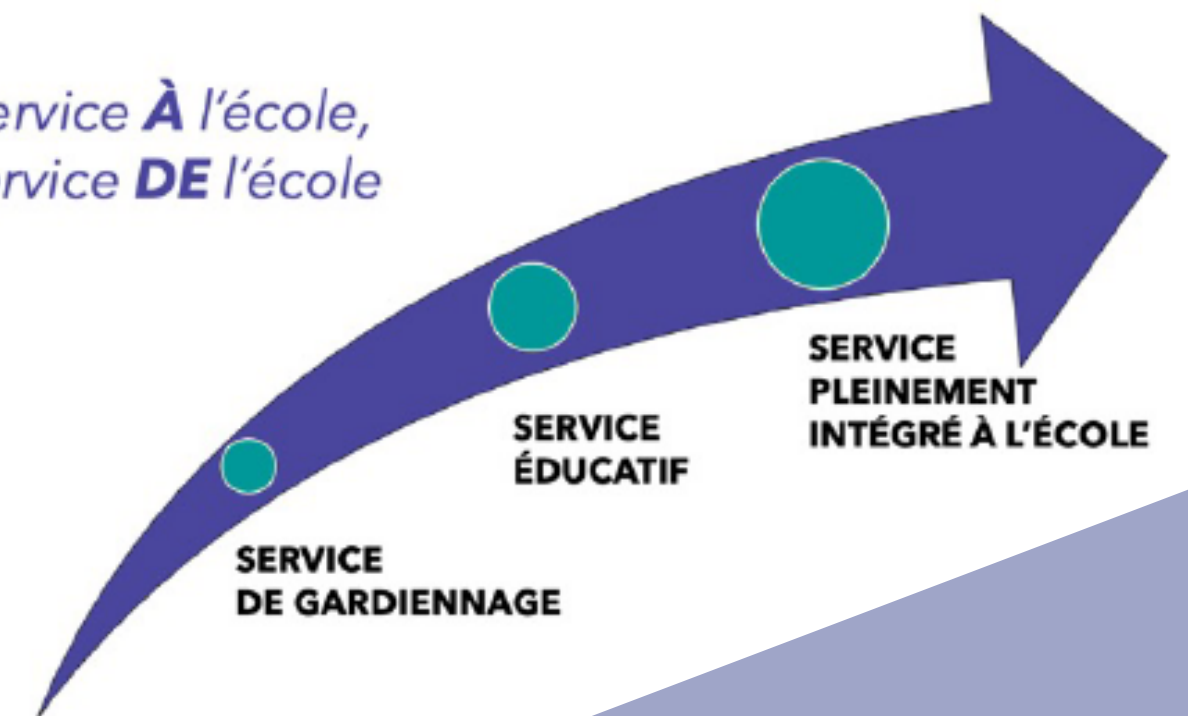 ervice À l'école,
rvice DE l'école
SERVICE
PLEINEMENT
INTÉGRÉ À L'ÉCOLE
SERVICE
ÉDUCATIF
SERVICE
DE GARDIENNAGE